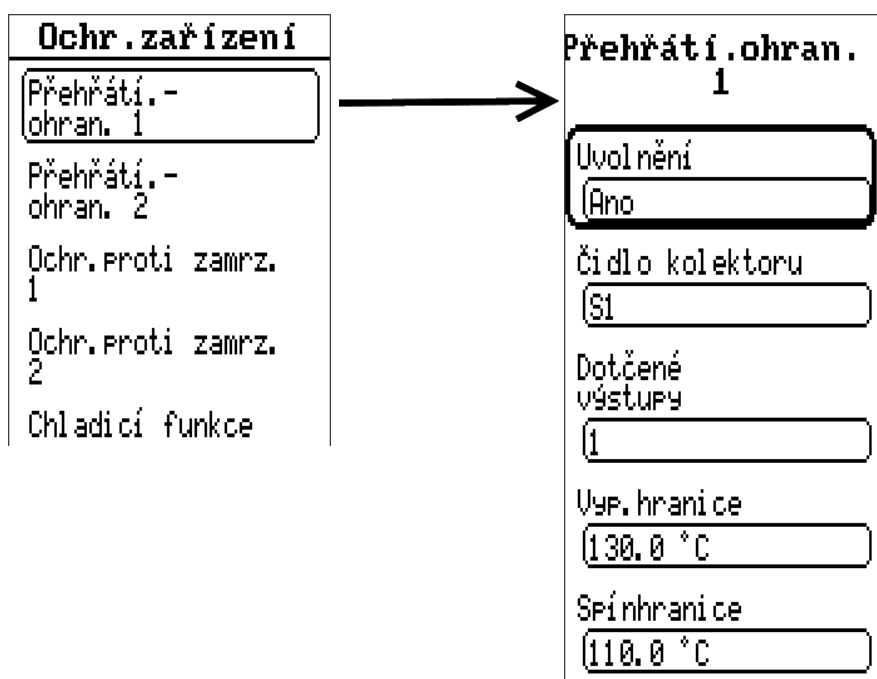 Ochr.zařízení
Přehřátí.-
ohran. 1
Přehřátí.-
ohran. 2
Ochr.proti zamrz.
1
Ochr.proti zamrz.
2
Chladicí funkce
Přehřátí.ohran.
1
Uvolnění
Ano
Čidlo kolektoru
S1
Dotčené
výstupy
1
Vyp.hranice
130.0 °C
Spínhranice
110.0 °C